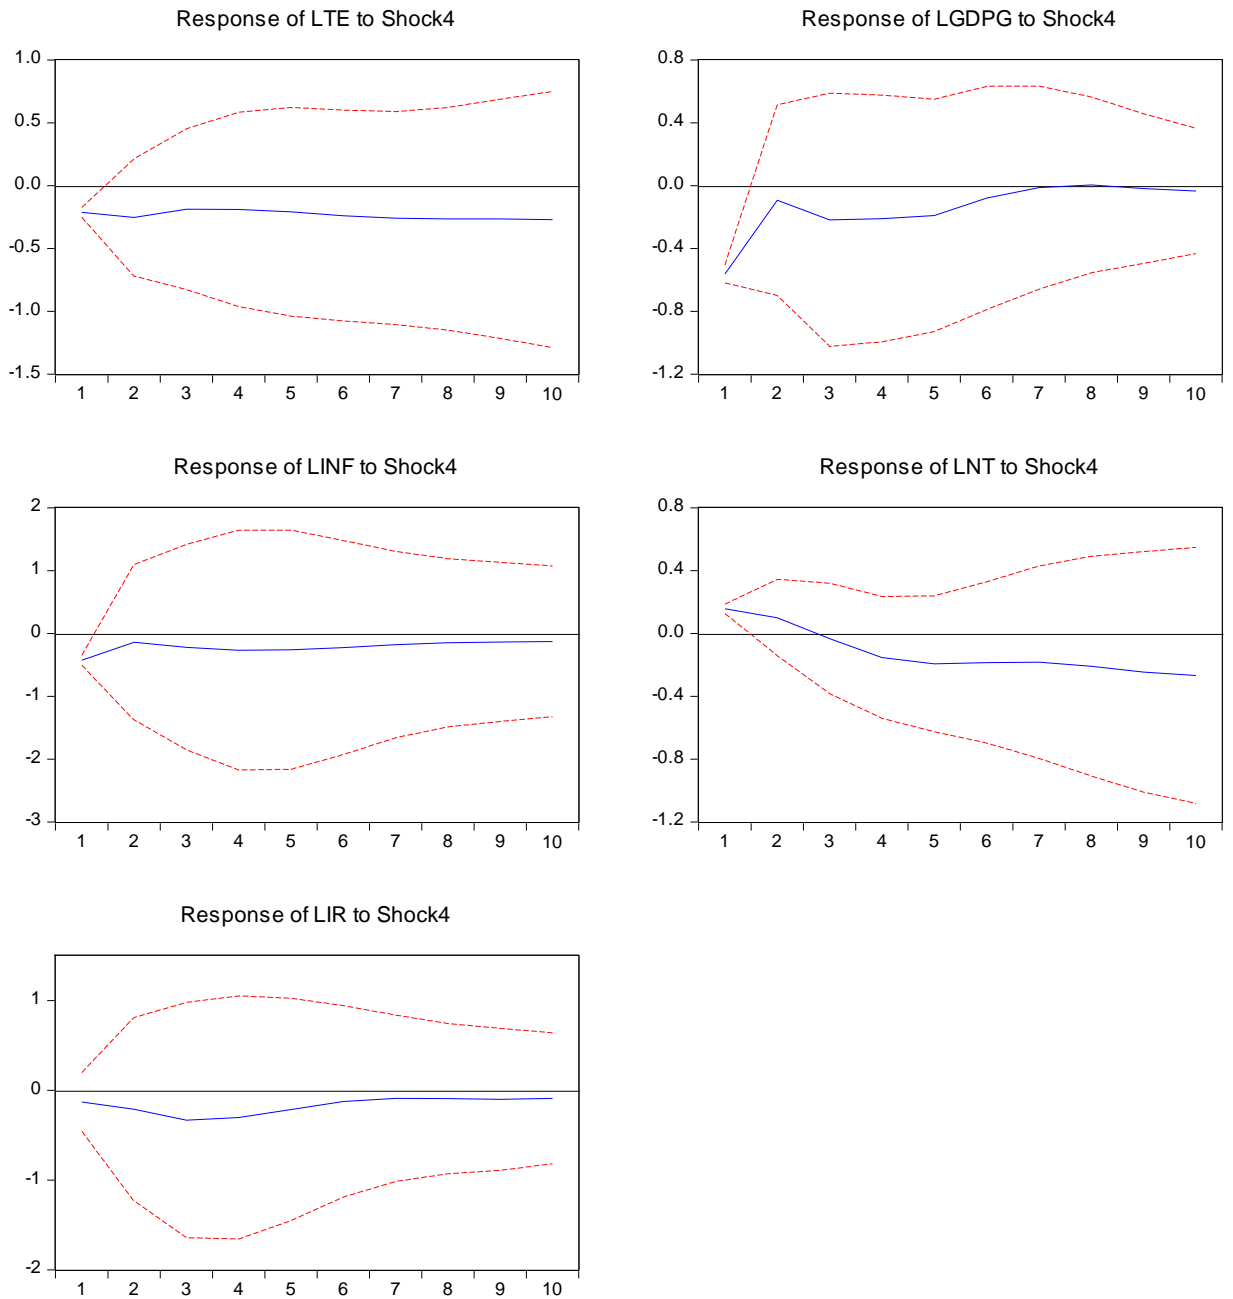 Response of LTE to Shock4
1.0
0.5
0.0
-0.5
-1.0
-1.5
1 2 3 4 5 6 7 8 9 10
Response of LGDPG to Shock4
0.8
0.4
0.0
-0.4
-0.8
-1.2
1 2 3 4 5 6 7 8 9 10
Response of LINF to Shock4
2
1
0
-1
-2
-3
1 2 3 4 5 6 7 8 9 10
Response of LNT to Shock4
0.8
0.4
0.0
-0.4
-0.8
-1.2
1 2 3 4 5 6 7 8 9 10
Response of LIR to Shock4
1
0
-1
-2
1 2 3 4 5 6 7 8 9 10